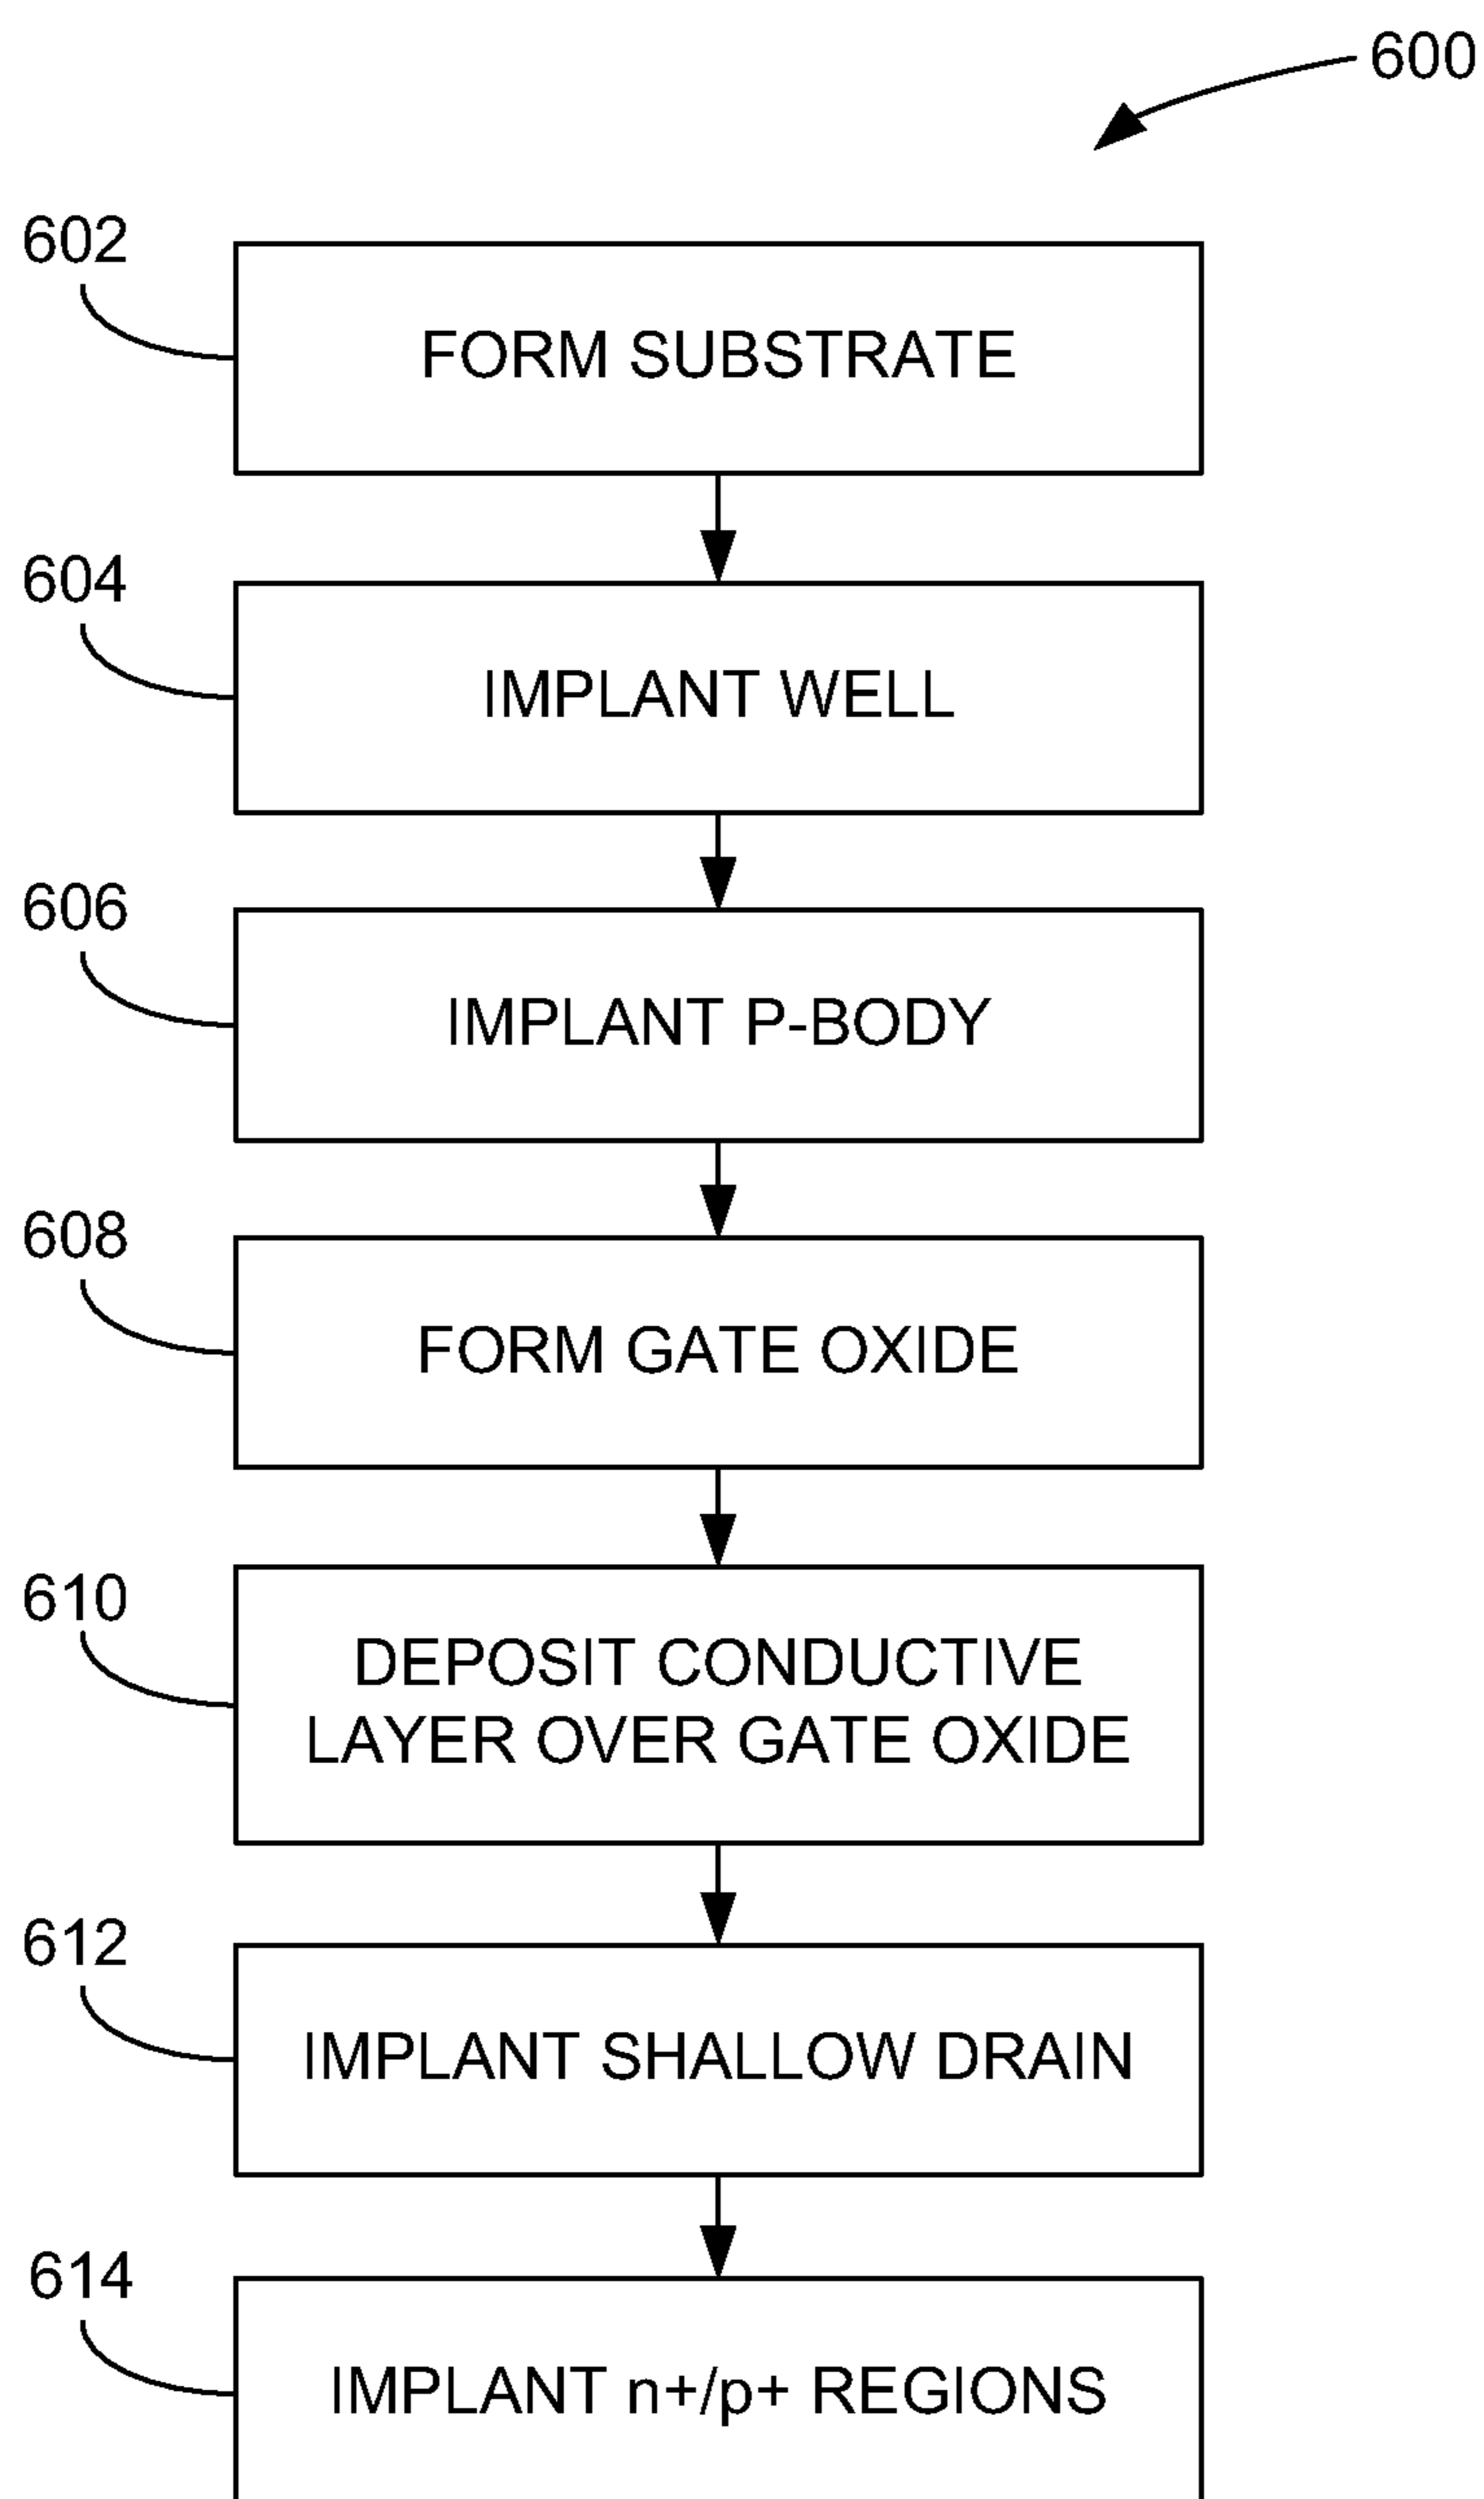 600
602
FORM SUBSTRATE
604
IMPLANT WELL
606
IMPLANT P-BODY
608
FORM GATE OXIDE
610
DEPOSIT CONDUCTIVE
LAYER OVER GATE OXIDE
612
IMPLANT SHALLOW DRAIN
614
IMPLANT n+/p+ REGIONS